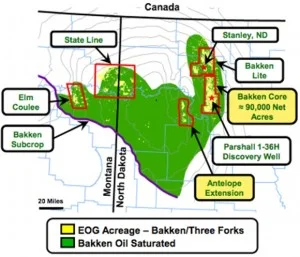 Canada
State Line
Stanley, ND
Bakken Lite
Elm Coulee
Bakken Core ≈ 90,000 Net Acres
Bakken Subcrop
Parshall 1-36H Discovery Well
Montana
North Dakota
Antelope Extension
20 Miles
EOG Acreage – Bakken/Three Forks
Bakken Oil Saturated